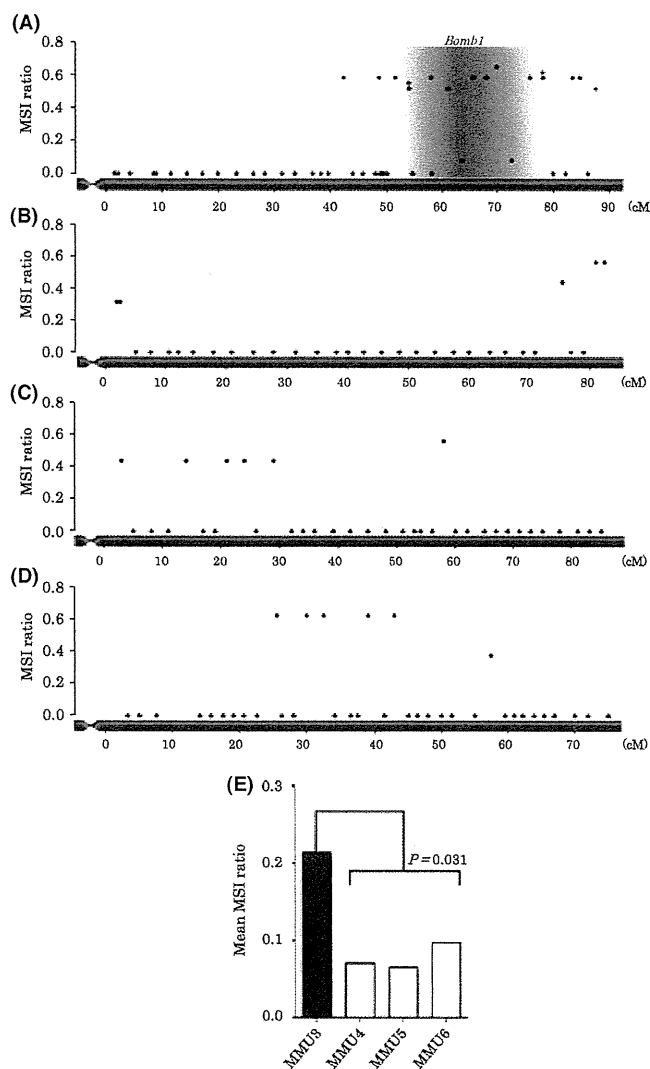 (A)
Bomb1
MSI ratio
0.8
0.6
0.4
0.2
0.0
0 10 20 30 40 50 60 70 80 90 (cM)
(B)
MSI ratio
0.8
0.6
0.4
0.2
0.0
0 10 20 30 40 50 60 70 80 (cM)
(C)
MSI ratio
0.8
0.6
0.4
0.2
0.0
0 10 20 30 40 50 60 70 80 (cM)
(D)
MSI ratio
0.8
0.6
0.4
0.2
0.0
0 10 20 30 40 50 60 70 (cM)
(E)
Mean MSI ratio
0.3
0.2
0.1
0.0
P=0.031
MMU3 MMU4 MMU5 MMU6